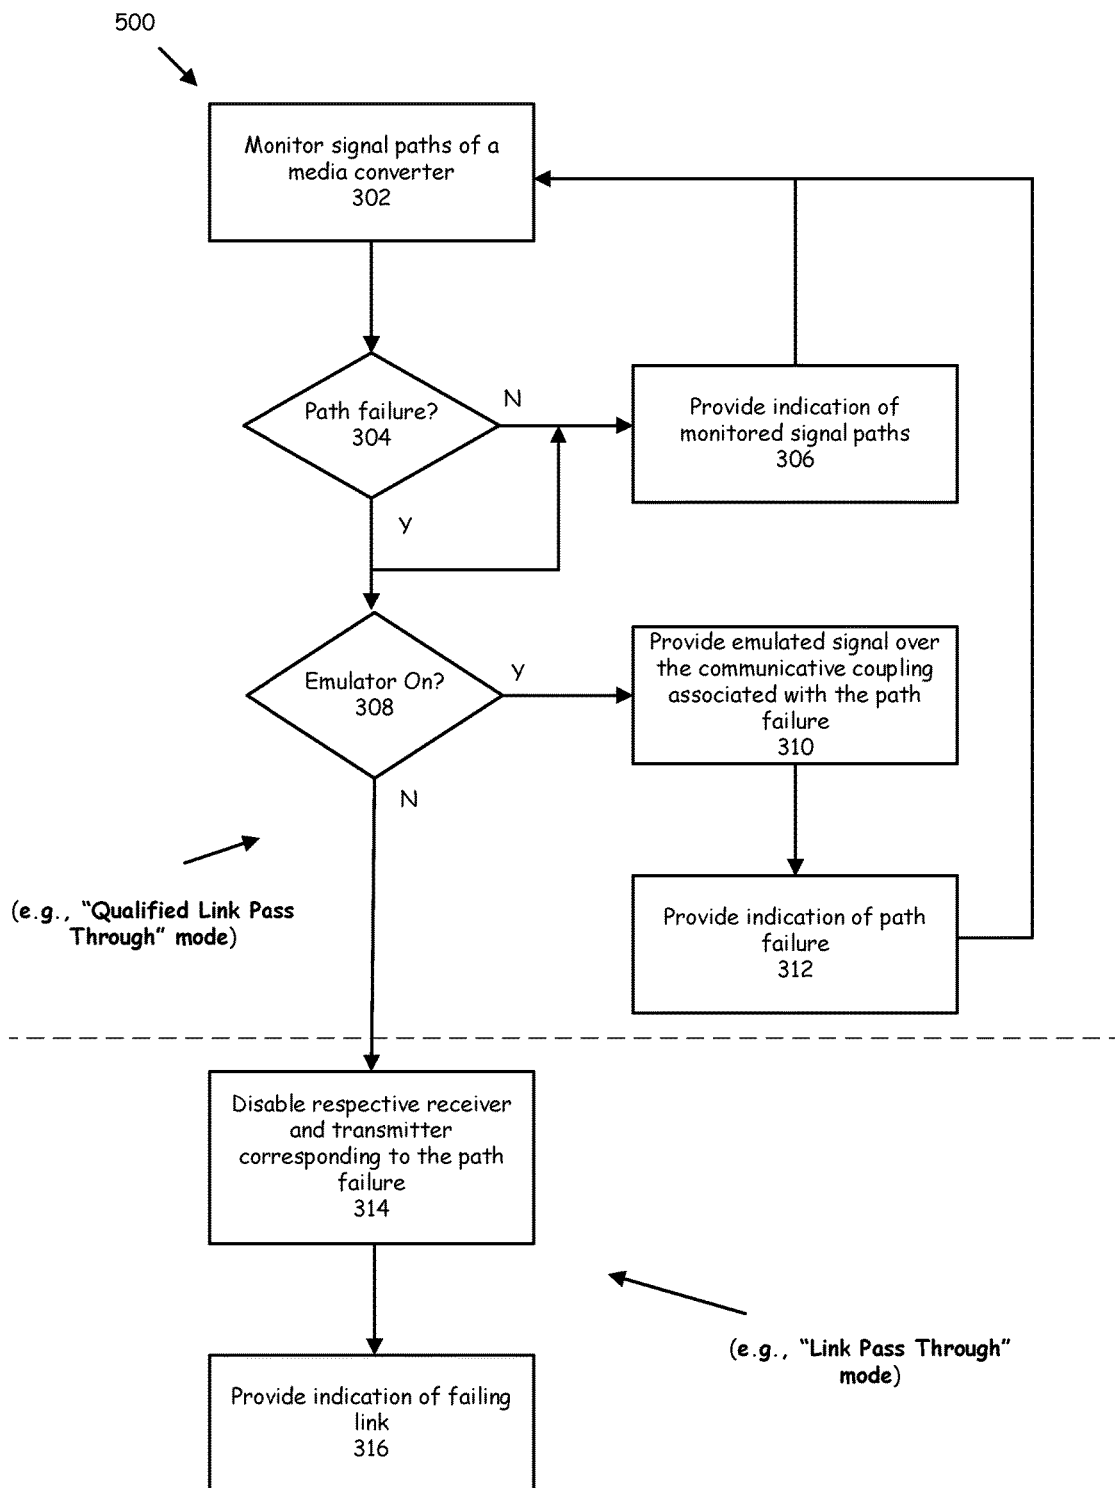 500
Monitor signal paths of a
media converter
302
Path failure?
304
N
Y
Provide indication of
monitored signal paths
306
Emulator On?
308
Y
N
Provide emulated signal over
the communicative coupling
associated with the path
failure
310
(e.g., “Qualified Link Pass
Through” mode)
Provide indication of path
failure
312
Disable respective receiver
and transmitter
corresponding to the path
failure
314
(e.g., “Link Pass Through”
mode)
Provide indication of failing
link
316